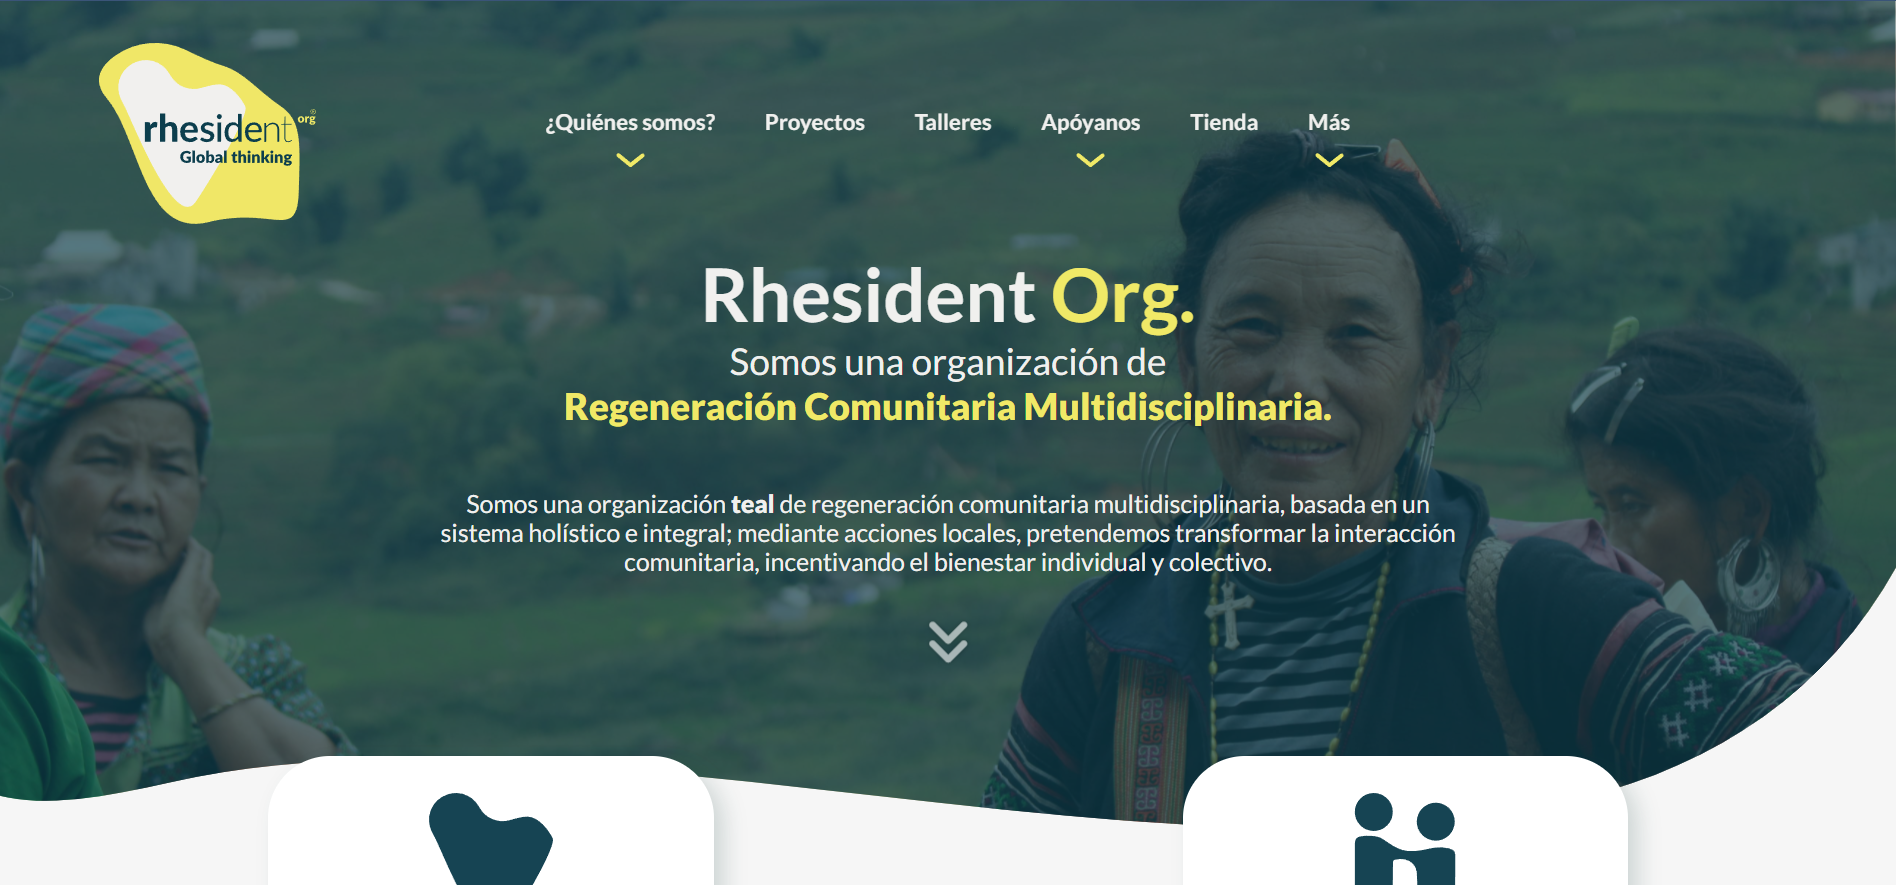 rhesident org ®
Global thinking
¿Quiénes somos? Proyectos Talleres Apóyanos Tienda Más
Rhesident Org.
Somos una organización de
Regeneración Comunitaria Multidisciplinaria.
Somos una organización teal de regeneración comunitaria multidisciplinaria, basada en un
sistema holístico e integral; mediante acciones locales, pretendemos transformar la interacción
comunitaria, incentivando el bienestar individual y colectivo.